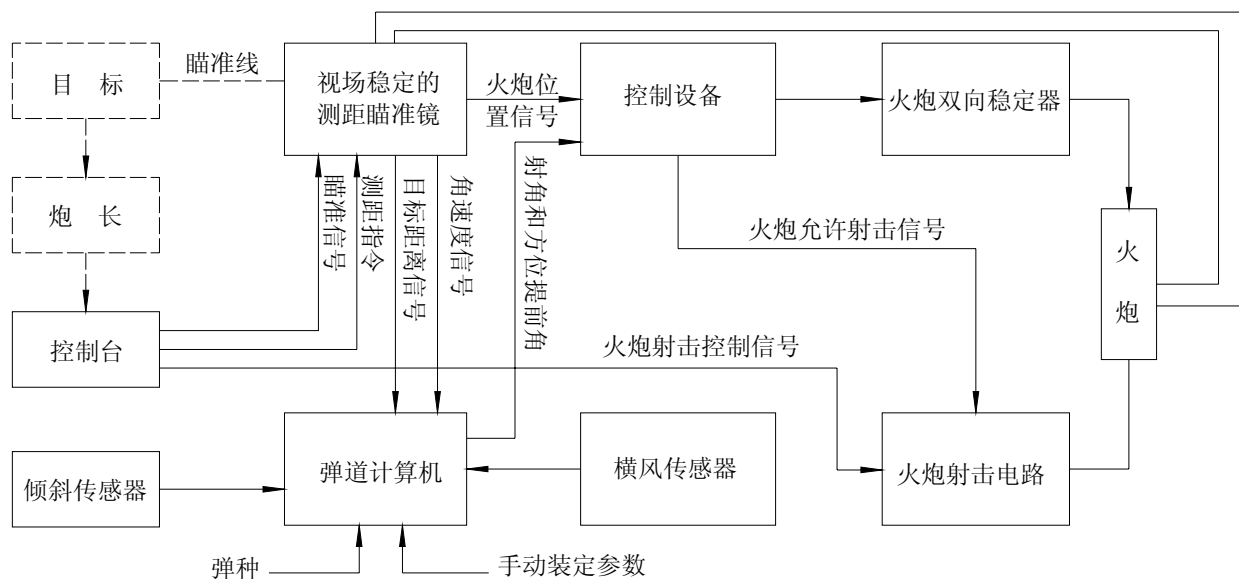 瞄准线
目 标
视场稳定的
测距瞄准镜
火炮位
置信号
控制设备
火炮双向稳定器
炮 长
瞄准信号
测距指令
目标距离信号
角速度信号
射角和方位提前角
火炮允许射击信号
火炮
控制台
火炮射击控制信号
倾斜传感器
弹道计算机
横风传感器
火炮射击电路
弹种
手动装定参数